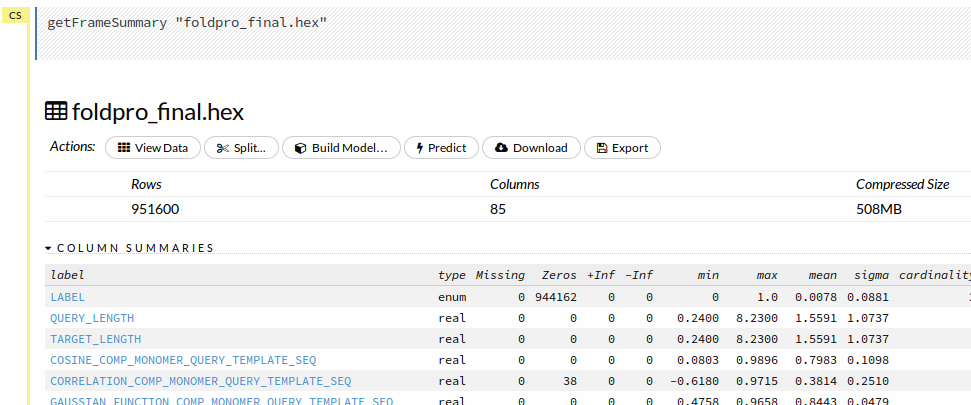 CS
getFrameSummary "foldpro_final.hex"
foldpro_final.hex
Actions: View Data Split... Build Model... Predict Download Export
Rows Columns Compressed Size
951600 85 508MB
COLUMN SUMMARIES
label type Missing Zeros +Inf -Inf min max mean sigma cardinality
LABEL enum 0 944162 0 0 0 1.0 0.0078 0.0881
QUERY_LENGTH real 0 0 0 0 0.2400 8.2300 1.5591 1.0737
TARGET_LENGTH real 0 0 0 0 0.2400 8.2300 1.5591 1.0737
COSINE_COMP_MONOMER_QUERY_TEMPLATE_SEQ real 0 0 0 0 0.0803 0.9896 0.7983 0.1098
CORRELATION_COMP_MONOMER_QUERY_TEMPLATE_SEQ real 0 38 0 0 -0.6180 0.9715 0.3814 0.2510
GAUSSIAN_FUNCTION_COMP_MONOMER_QUERY_TEMPLATE_SEQ real 0 0 0 0 0.4758 0.9658 0.8443 0.0479